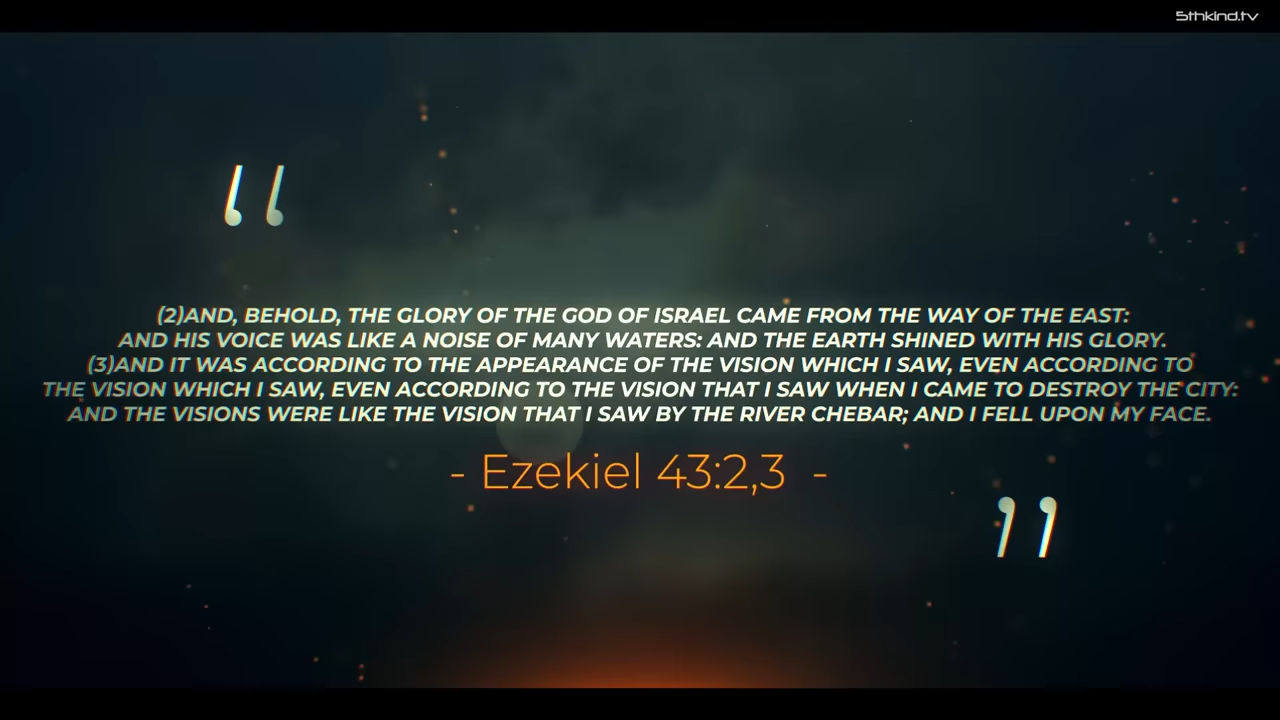 5thkind.tv
“
(2)AND, BEHOLD, THE GLORY OF THE GOD OF ISRAEL CAME FROM THE WAY OF THE EAST:
AND HIS VOICE WAS LIKE A NOISE OF MANY WATERS: AND THE EARTH SHINED WITH HIS GLORY.
(3)AND IT WAS ACCORDING TO THE APPEARANCE OF THE VISION WHICH I SAW, EVEN ACCORDING TO
THE VISION WHICH I SAW, EVEN ACCORDING TO THE VISION THAT I SAW WHEN I CAME TO DESTROY THE CITY:
AND THE VISIONS WERE LIKE THE VISION THAT I SAW BY THE RIVER CHEBAR; AND I FELL UPON MY FACE.
- Ezekiel 43:2,3 -
”